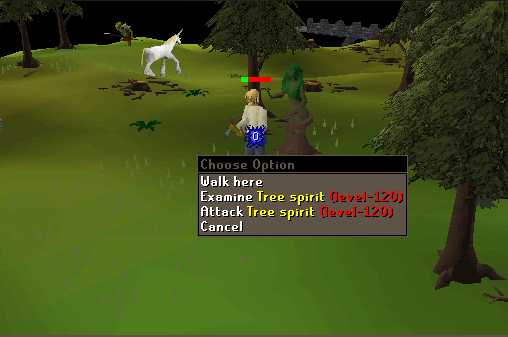 0
Choose Option
Walk here
Examine Tree spirit (level-120)
Attack Tree spirit (level-120)
Cancel